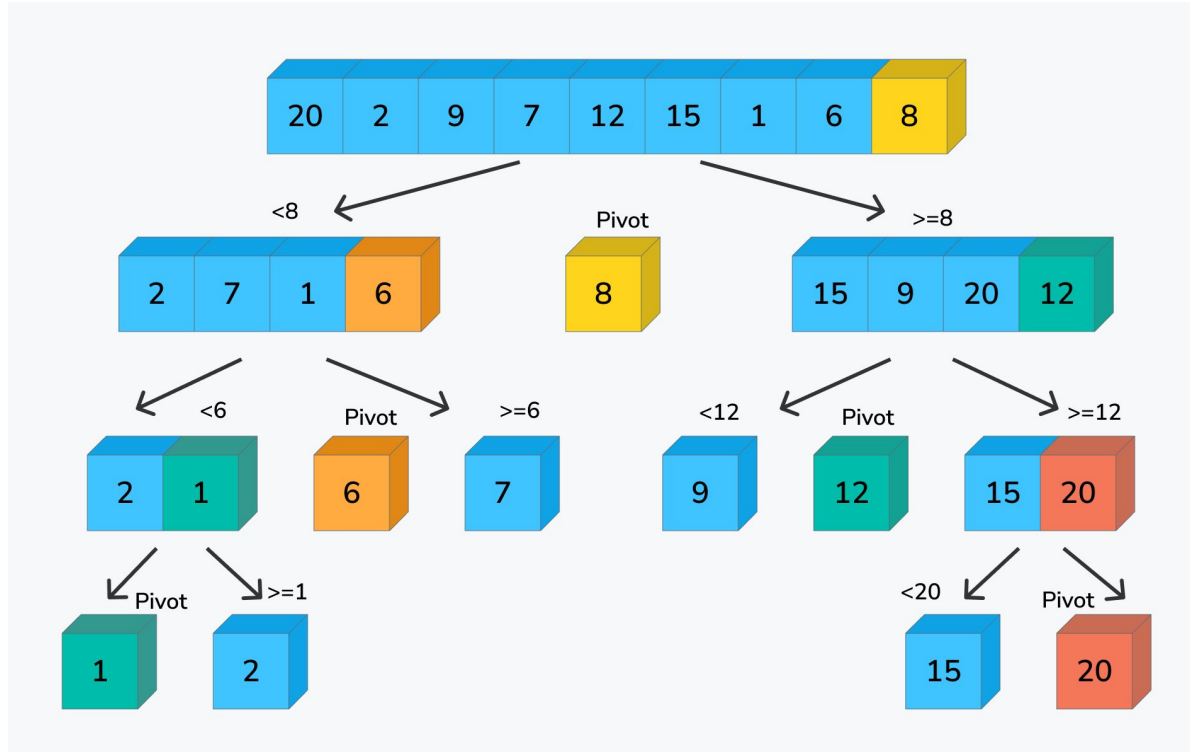 20 2 9 7 12 15 1 6 8
<8 Pivot >=8
2 7 1 6 8 15 9 20 12
<6 Pivot >=6 <12 Pivot >=12
2 1 6 7 9 12 15 20
Pivot >=1 <20 Pivot
1 2 15 20